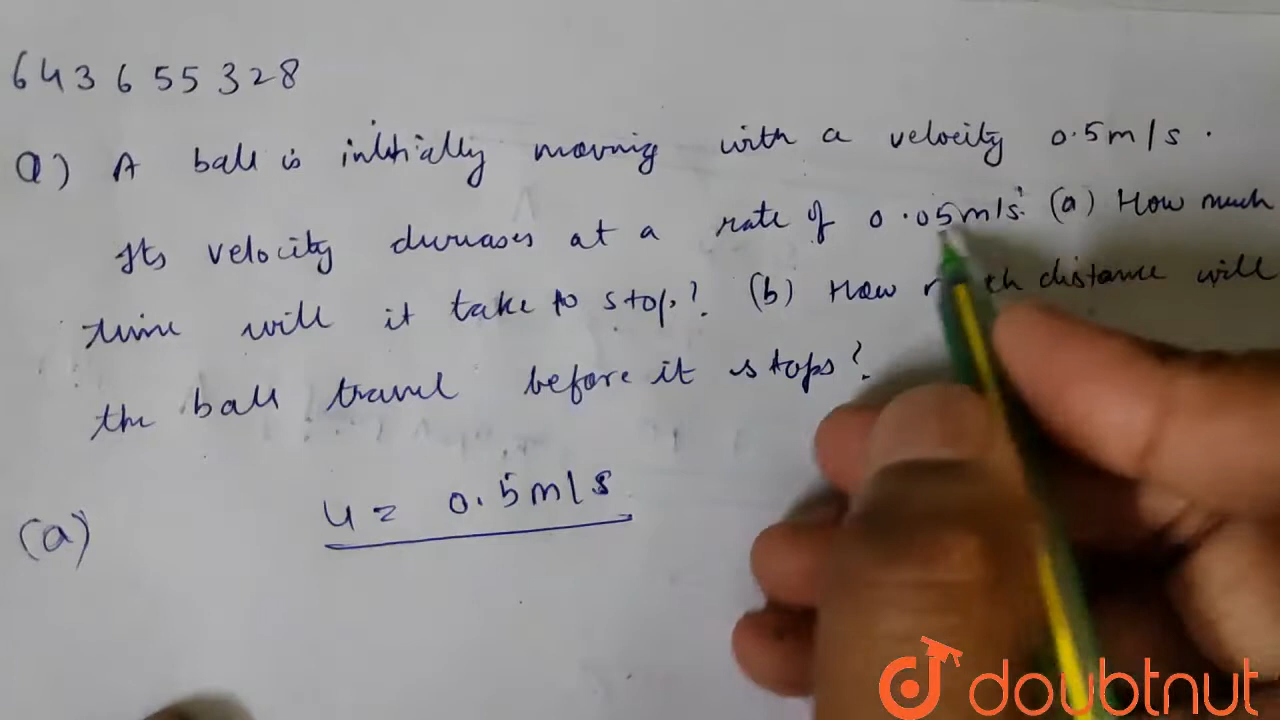 643655328
Q) A ball is initially moving with a velocity 0.5m/s.
Its velocity decreases at a rate of 0.05m/s². (a) How much
time will it take to stop? (b) How distance will
the ball travel before it stops?
(a) u = 0.5m/s
doubtnut